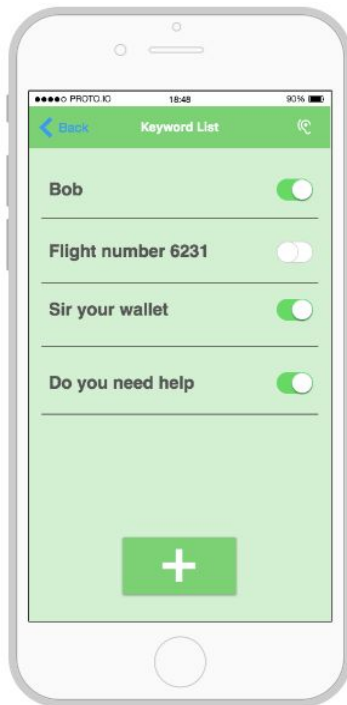 PROTO.IO 18:48 90%
Back Keyword List
Bob
Flight number 6231
Sir your wallet
Do you need help
+